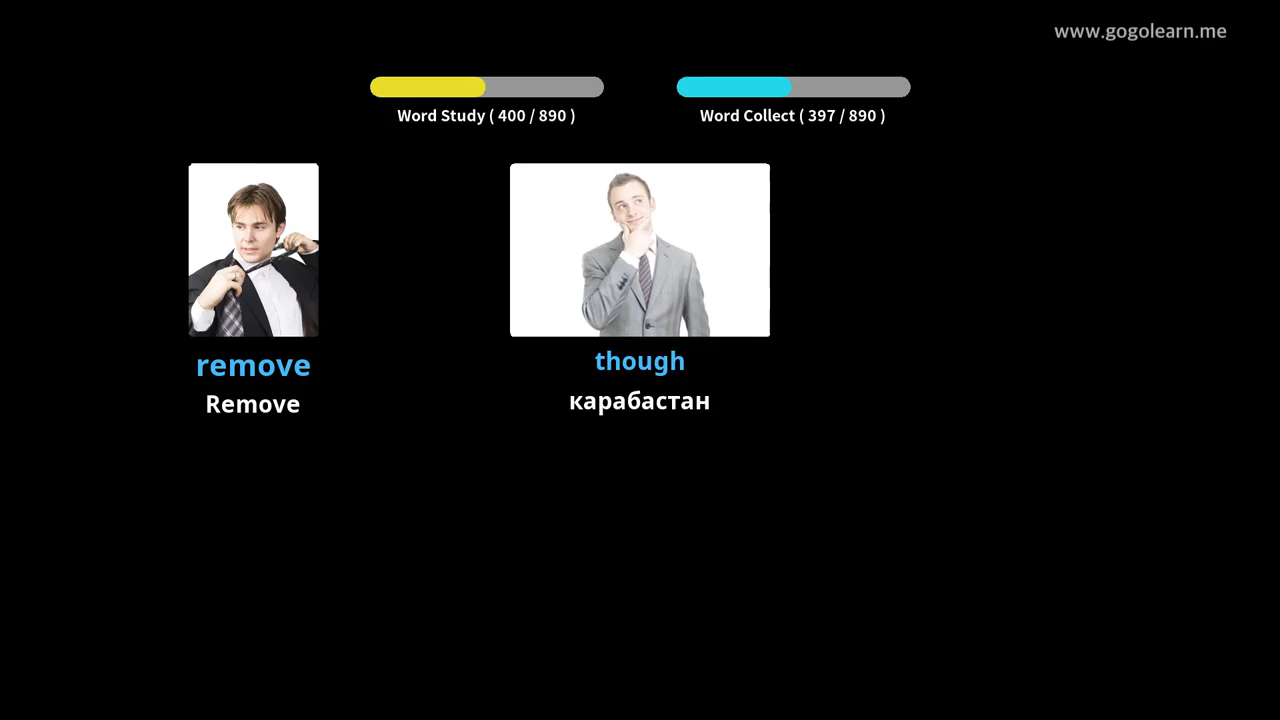 www.gogolearn.me
Word Study ( 400 / 890 )
Word Collect ( 397 / 890 )
remove
Remove
though
карабастан